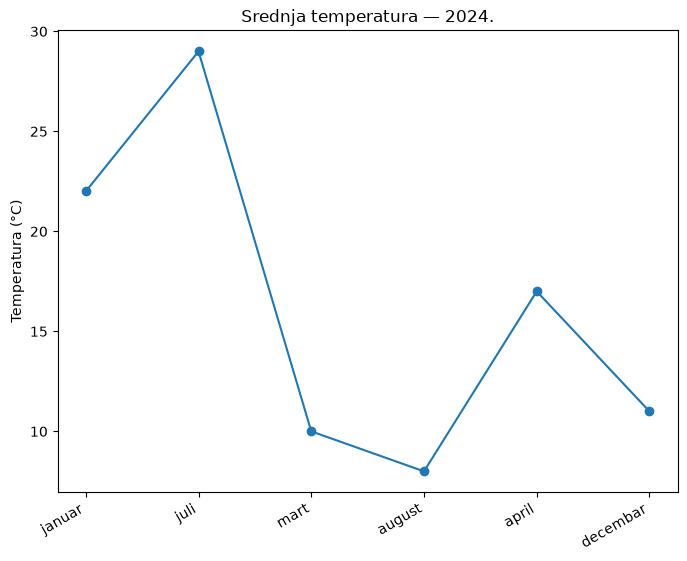 Srednja temperatura — 2024.
Temperatura (°C)
30
25
20
15
10
januar
juli
mart
august
april
decembar